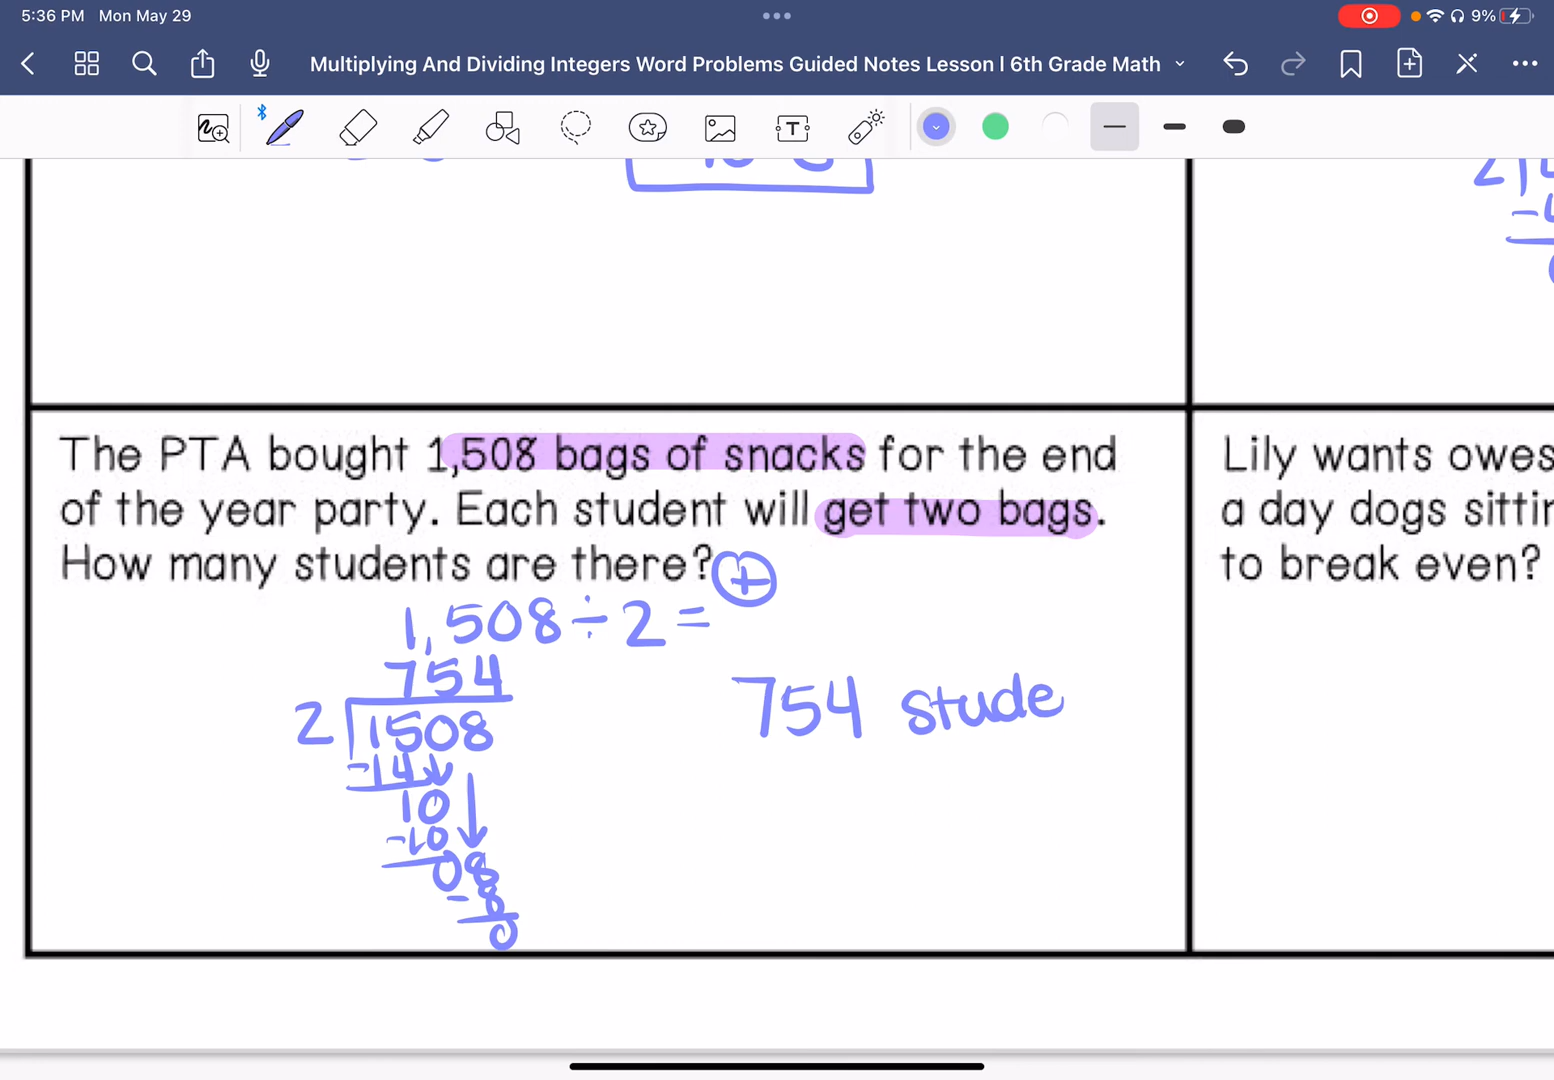 5:36 PM Mon May 29
9%
Multiplying And Dividing Integers Word Problems Guided Notes Lesson | 6th Grade Math
T
The PTA bought 1,508 bags of snacks for the end
of the year party. Each student will get two bags.
How many students are there?
+
1,508 ÷ 2 =
754
2 1508
-14
10
-10
08
-8
0
754 stude
Lily wants owes
a day dogs
to break even?